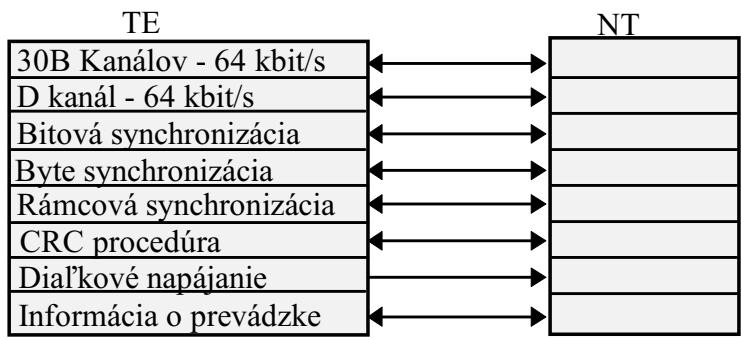 TE
NT
30B Kanálov - 64 kbit/s
D kanál - 64 kbit/s
Bitová synchronizácia
Byte synchronizácia
Rámcová synchronizácia
CRC procedúra
Diaľkové napájanie
Informácia o prevádzke